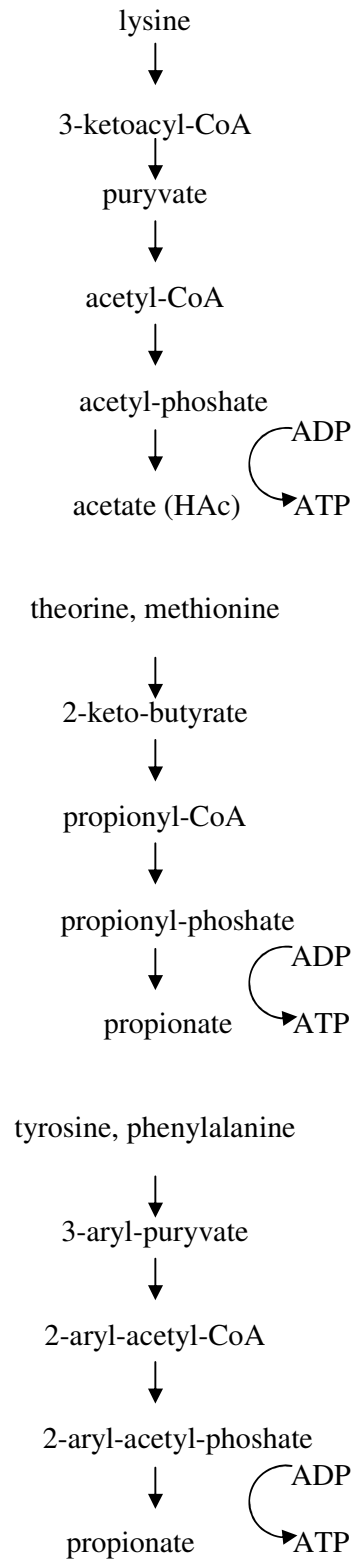 lysine
3-ketoacyl-CoA
puryvate
acetyl-CoA
acetyl-phoshate
ADP
acetate (HAc)
ATP
theorine, methionine
2-keto-butyrate
propionyl-CoA
propionyl-phoshate
ADP
propionate
ATP
tyrosine, phenylalanine
3-aryl-puryvate
2-aryl-acetyl-CoA
2-aryl-acetyl-phoshate
ADP
propionate
ATP